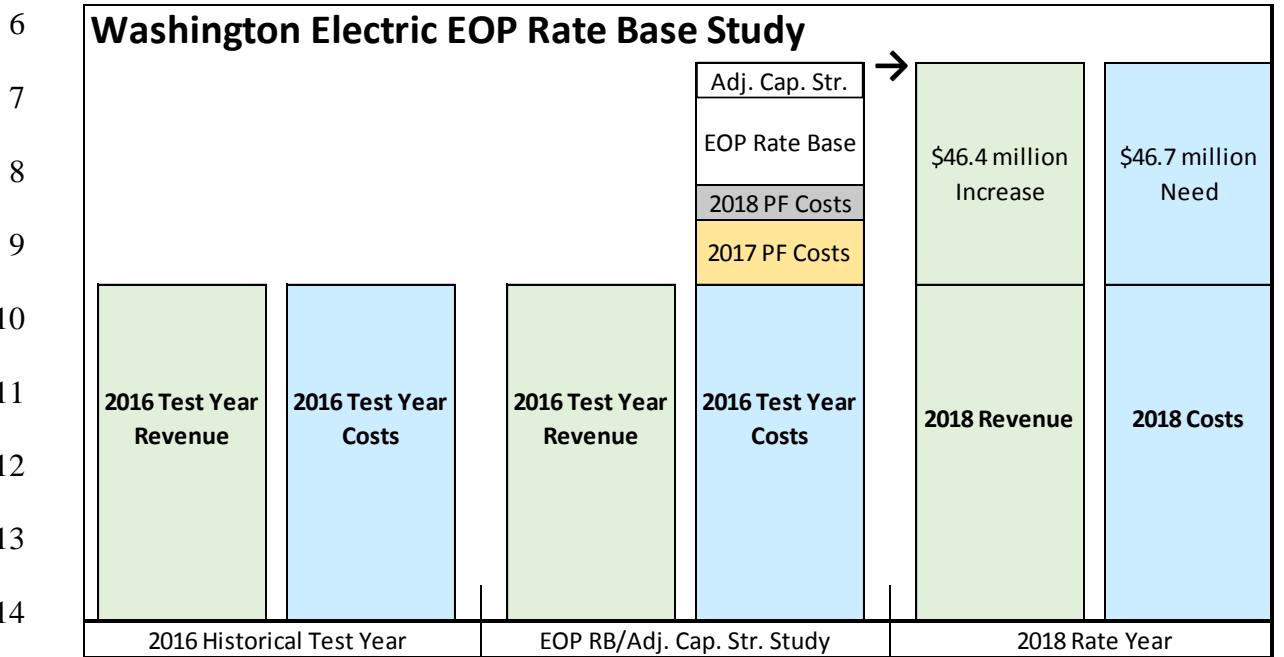 6
Washington Electric EOP Rate Base Study
→
7
Adj. Cap. Str.
EOP Rate Base
$46.4 million
Increase
$46.7 million
Need
8
2018 PF Costs
9
2017 PF Costs
10
11
2016 Test Year
Revenue
2016 Test Year
Costs
2016 Test Year
Revenue
2016 Test Year
Costs
2018 Revenue
2018 Costs
12
13
14
2016 Historical Test Year
EOP RB/Adj. Cap. Str. Study
2018 Rate Year